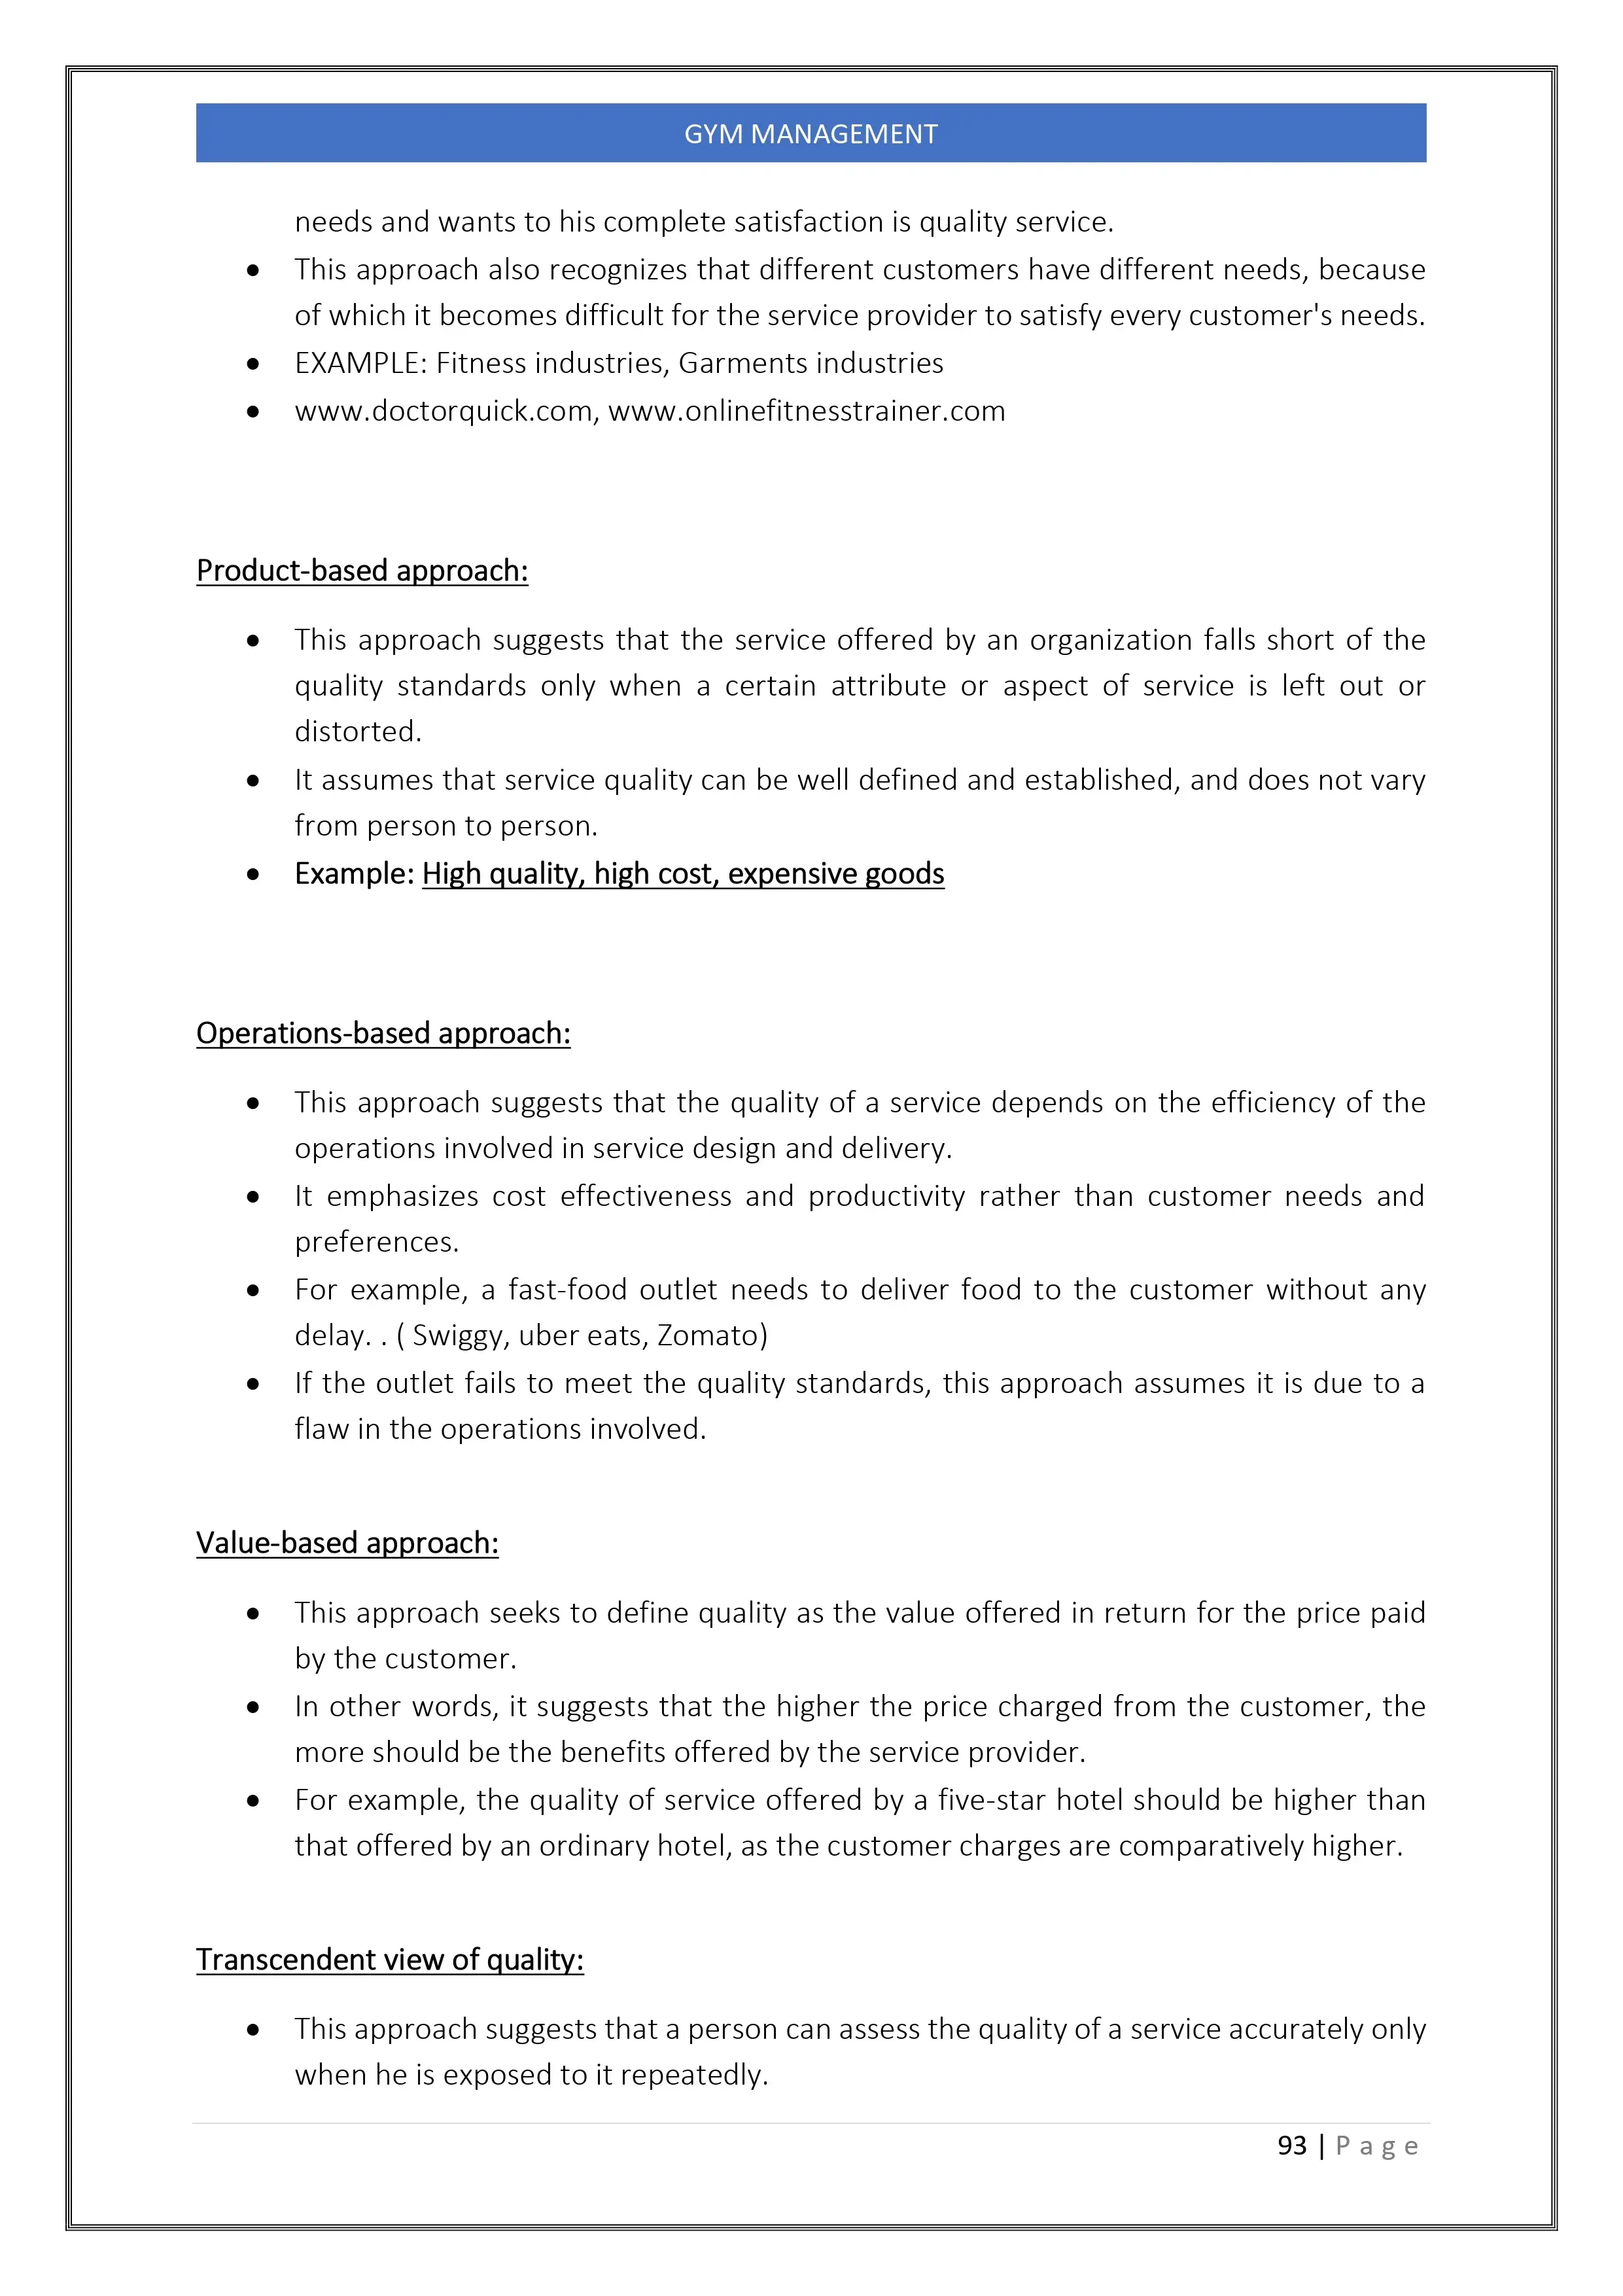 GYM MANAGEMENT
needs and wants to his complete satisfaction is quality service.
• This approach also recognizes that different customers have different needs, because
of which it becomes difficult for the service provider to satisfy every customer's needs.
• EXAMPLE: Fitness industries, Garments industries
• www.doctorquick.com, www.onlinefitnesstrainer.com
Product-based approach:
• This approach suggests that the service offered by an organization falls short of the
quality standards only when a certain attribute or aspect of service is left out or
distorted.
• It assumes that service quality can be well defined and established, and does not vary
from person to person.
• Example: High quality, high cost, expensive goods
Operations-based approach:
• This approach suggests that the quality of a service depends on the efficiency of the
operations involved in service design and delivery.
• It emphasizes cost effectiveness and productivity rather than customer needs and
preferences.
• For example, a fast-food outlet needs to deliver food to the customer without any
delay. . ( Swiggy, uber eats, Zomato)
• If the outlet fails to meet the quality standards, this approach assumes it is due to a
flaw in the operations involved.
Value-based approach:
• This approach seeks to define quality as the value offered in return for the price paid
by the customer.
• In other words, it suggests that the higher the price charged from the customer, the
more should be the benefits offered by the service provider.
• For example, the quality of service offered by a five-star hotel should be higher than
that offered by an ordinary hotel, as the customer charges are comparatively higher.
Transcendent view of quality:
• This approach suggests that a person can assess the quality of a service accurately only
when he is exposed to it repeatedly.
93 | P a g e